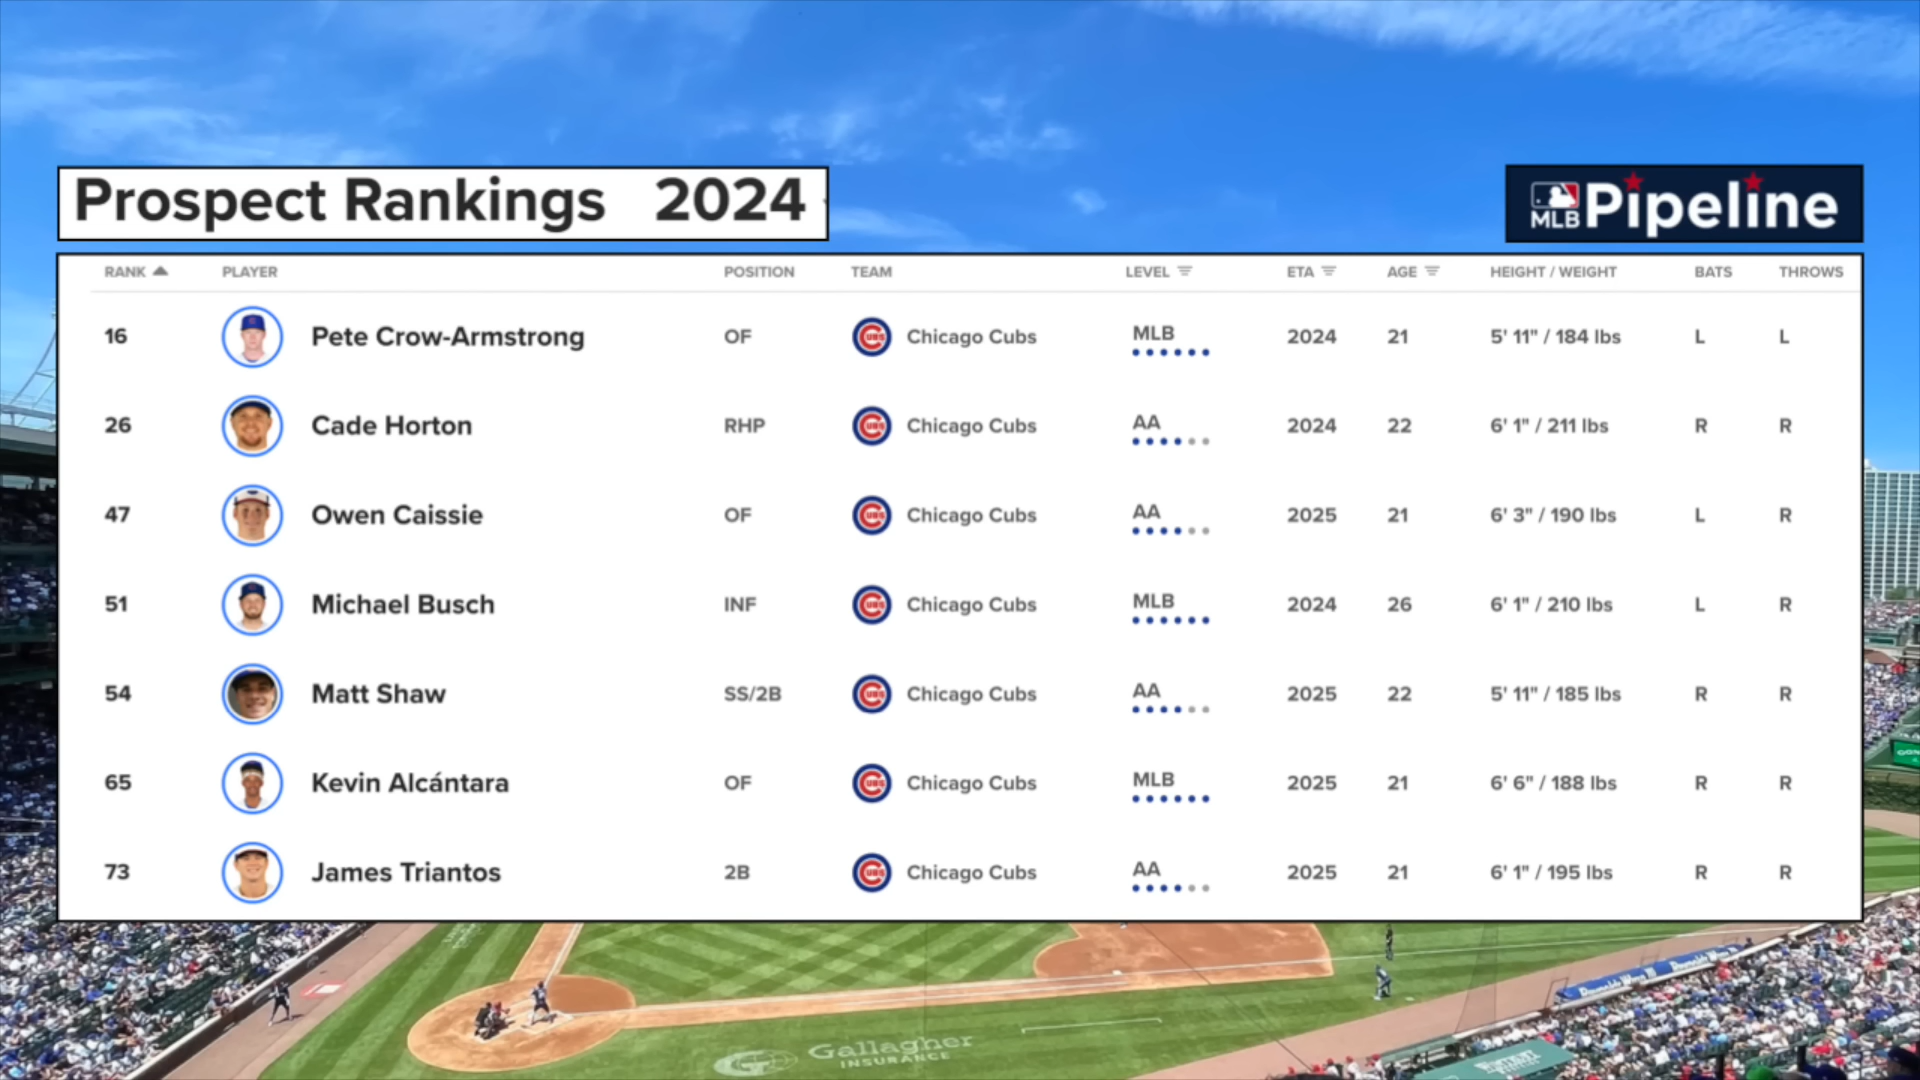 Prospect Rankings 2024
MLB Pipeline
RANK PLAYER POSITION TEAM LEVEL ETA AGE HEIGHT / WEIGHT BATS THROWS
16 Pete Crow-Armstrong OF Chicago Cubs MLB 2024 21 5' 11" / 184 lbs L L
26 Cade Horton RHP Chicago Cubs AA 2024 22 6' 1" / 211 lbs R R
47 Owen Caissie OF Chicago Cubs AA 2025 21 6' 3" / 190 lbs L R
51 Michael Busch INF Chicago Cubs MLB 2024 26 6' 1" / 210 lbs L R
54 Matt Shaw SS/2B Chicago Cubs AA 2025 22 5' 11" / 185 lbs R R
65 Kevin Alcántara OF Chicago Cubs MLB 2025 21 6' 6" / 188 lbs R R
73 James Triantos 2B Chicago Cubs AA 2025 21 6' 1" / 195 lbs R R
Gallagher
INSURANCE